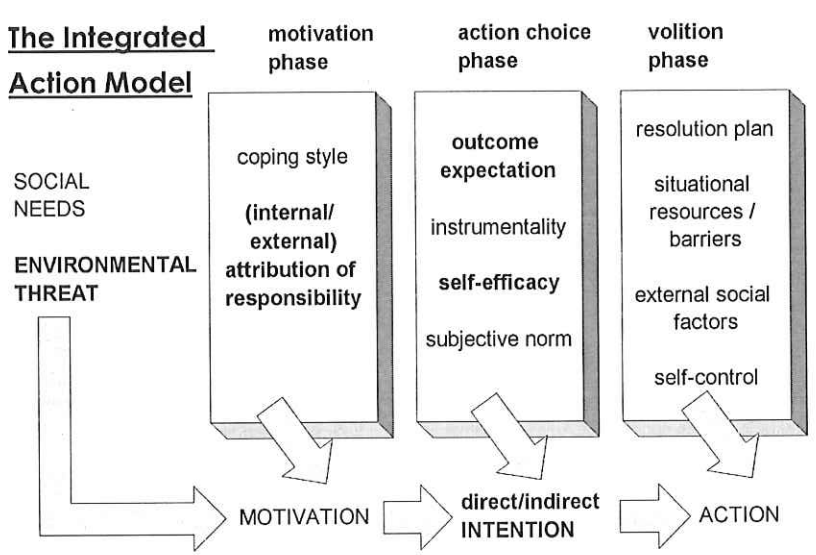 The Integrated
Action Model
motivation
phase
action choice
phase
volition
phase
SOCIAL
NEEDS
ENVIRONMENTAL
THREAT
coping style
(internal/
external)
attribution of
responsibility
outcome
expectation
instrumentality
self-efficacy
subjective norm
resolution plan
situational
resources /
barriers
external social
factors
self-control
MOTIVATION
direct/indirect
INTENTION
ACTION